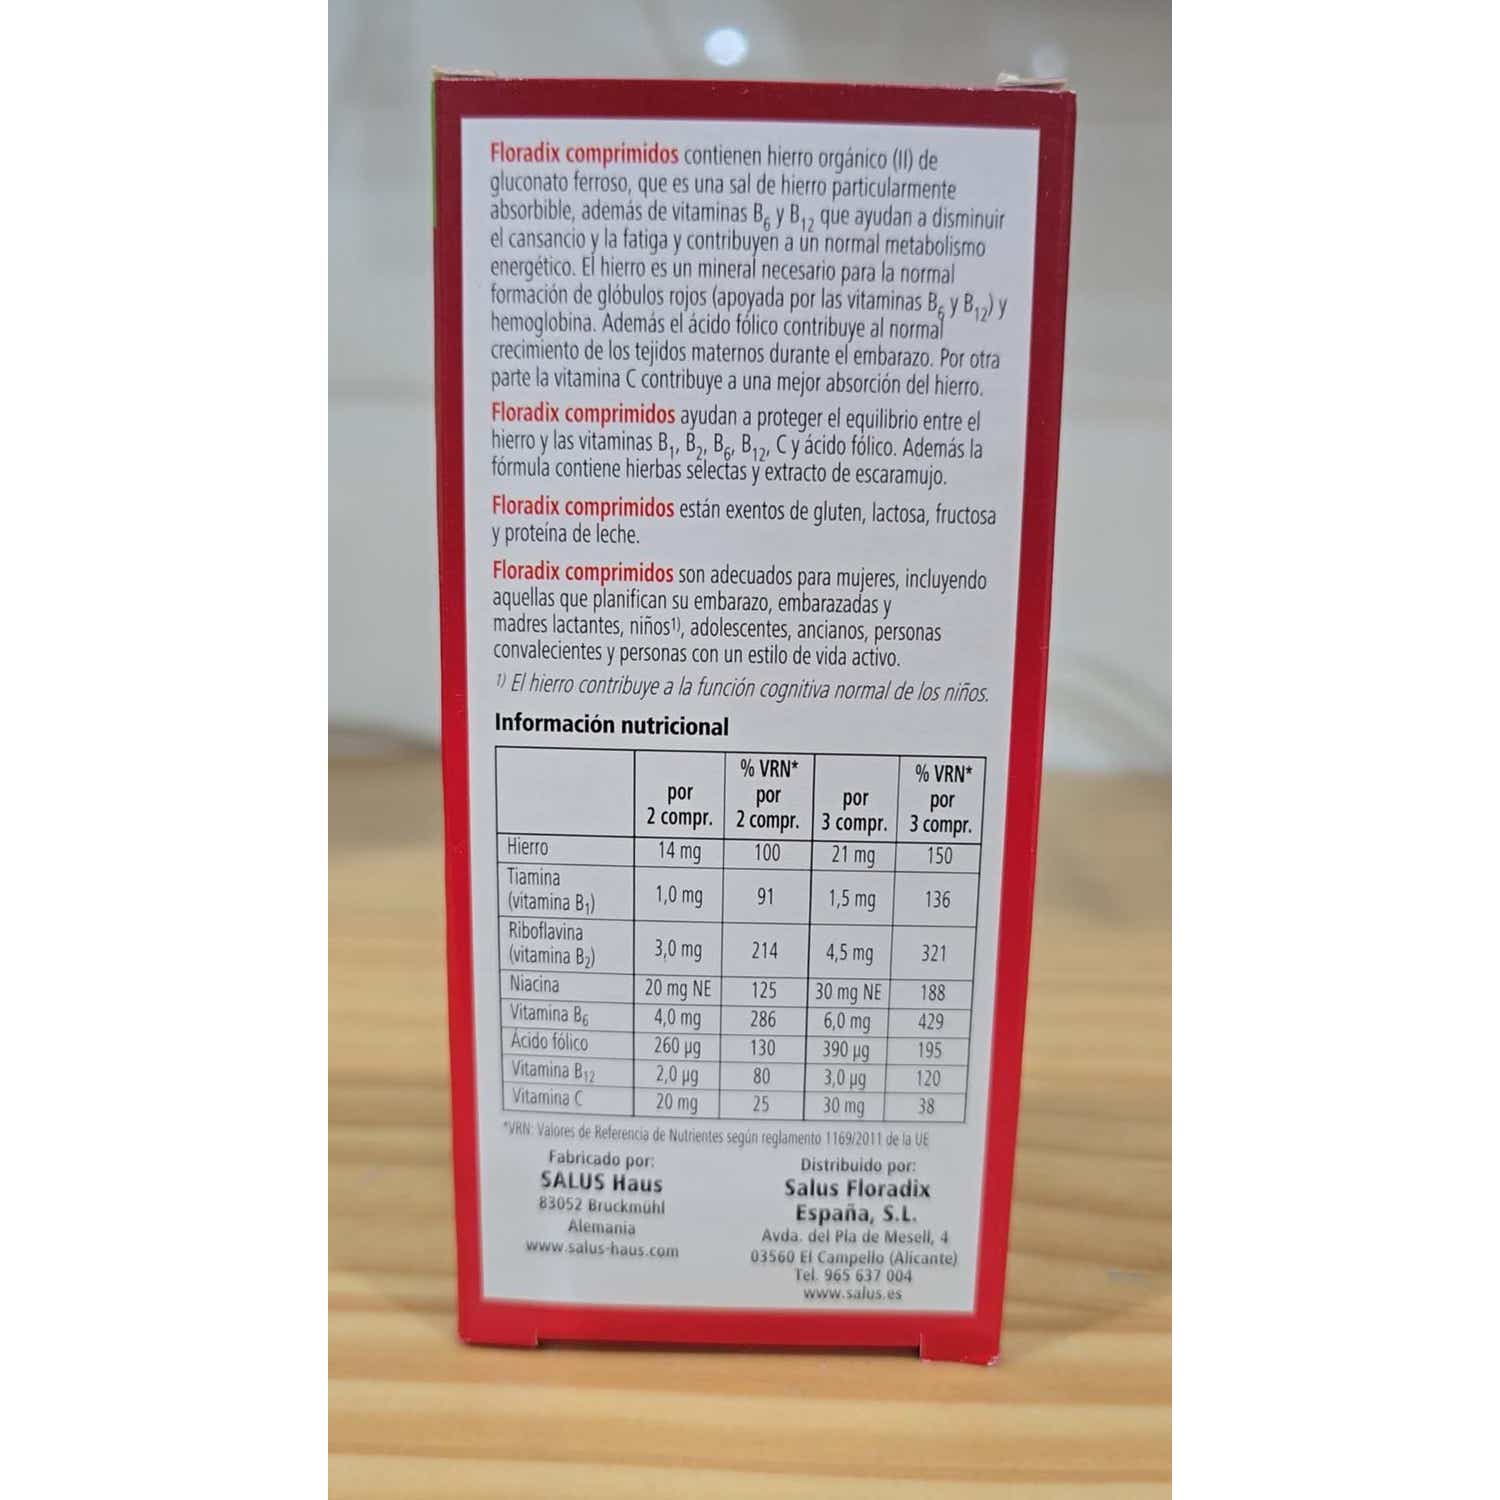 Floradix comprimidos contienen hierro orgánico (II) de
gluconato ferroso, que es una sal de hierro particularmente
absorbible, además de vitaminas B6 y B12 que ayudan a disminuir
el cansancio y la fatiga y contribuyen a un normal metabolismo
energético. El hierro es un mineral necesario para la normal
formación de glóbulos rojos (apoyada por las vitaminas B6 y B12) y
hemoglobina. Además el ácido fólico contribuye al normal
crecimiento de los tejidos maternos durante el embarazo. Por otra
parte la vitamina C contribuye a una mejor absorción del hierro.
Floradix comprimidos ayudan a proteger el equilibrio entre el
hierro y las vitaminas B1, B2, B6, B12, C y ácido fólico. Además la
fórmula contiene hierbas selectas y extracto de escaramujo.
Floradix comprimidos están exentos de gluten, lactosa, fructosa
y proteína de leche.
Floradix comprimidos son adecuados para mujeres, incluyendo
aquellas que planifican su embarazo, embarazadas y
madres lactantes, niños1), adolescentes, ancianos, personas
convalecientes y personas con un estilo de vida activo.
1) El hierro contribuye a la función cognitiva normal de los niños.
Información nutricional
por 2 compr. % VRN* por 2 compr. por 3 compr. % VRN* por 3 compr.
Hierro 14 mg 100 21 mg 150
Tiamina
(vitamina B1) 1,0 mg 91 1,5 mg 136
Riboflavina
(vitamina B2) 3,0 mg 214 4,5 mg 321
Niacina 20 mg NE 125 30 mg NE 188
Vitamina B6 4,0 mg 286 6,0 mg 429
Ácido fólico 260 µg 130 390 µg 195
Vitamina B12 2,0 µg 80 3,0 µg 120
Vitamina C 20 mg 25 30 mg 38
*VRN: Valores de Referencia de Nutrientes según reglamento 1169/2011 de la UE
Fabricado por:
SALUS Haus
83052 Bruckmühl
Alemania
www.salus-haus.com
Distribuido por:
Salus Floradix
España, S.L.
Avda. del Pla de Mesell, 4
03560 El Campello (Alicante)
Tel. 965 637 004
www.salus.es